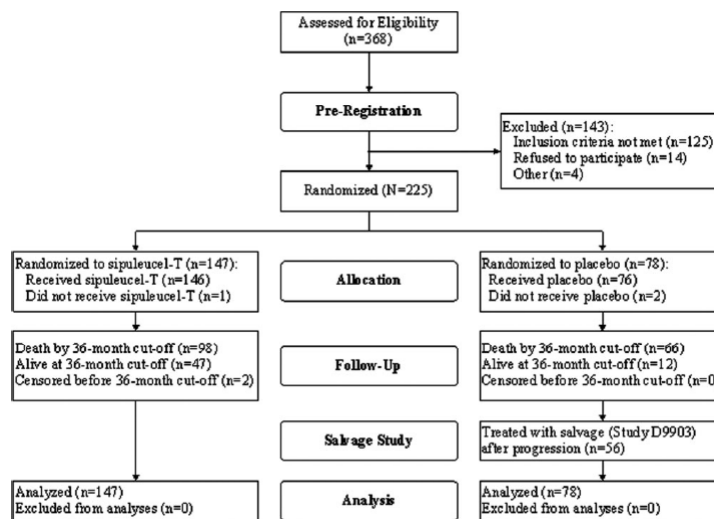 Assessed for Eligibility
(n=368)
Pre-Registration
Excluded (n=143):
Inclusion criteria not met (n=125)
Refused to participate (n=14)
Other (n=4)
Randomized (N=225)
Randomized to sipuleucel-T (n=147):
Received sipuleucel-T (n=146)
Did not receive sipuleucel-T (n=1)
Allocation
Randomized to placebo (n=78):
Received placebo (n=76)
Did not receive placebo (n=2)
Death by 36-month cut-off (n=98)
Alive at 36-month cut-off (n=47)
Censored before 36-month cut-off (n=2)
Follow-Up
Death by 36-month cut-off (n=66)
Alive at 36-month cut-off (n=12)
Censored before 36-month cut-off (n=0
Salvage Study
Treated with salvage (Study D9903)
after progression (n=56)
Analyzed (n=147)
Excluded from analyses (n=0)
Analysis
Analyzed (n=78)
Excluded from analyses (n=0)